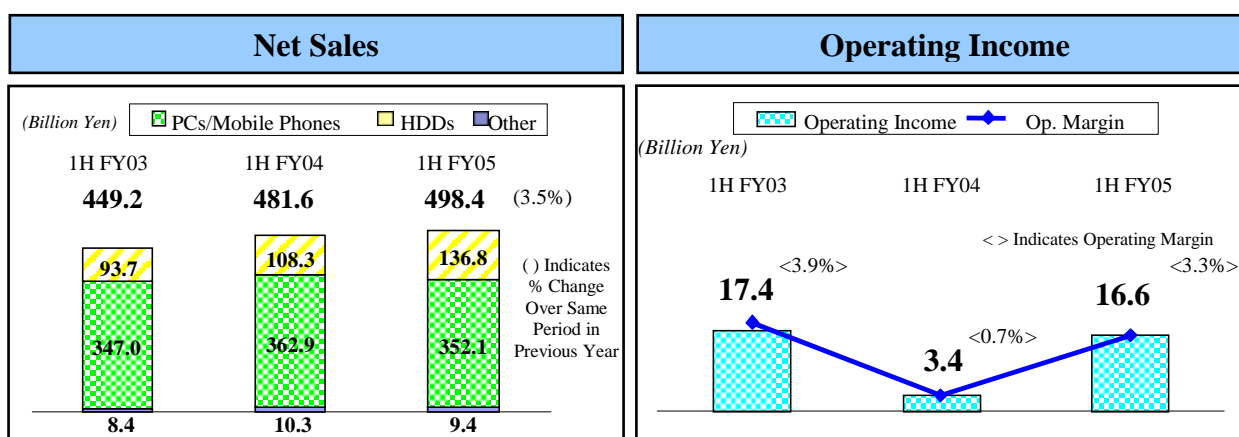 Net Sales
(Billion Yen)
PCs/Mobile Phones
HDDs
Other
1H FY03
1H FY04
1H FY05
449.2
481.6
498.4
(3.5%)
93.7
108.3
136.8
( ) Indicates
% Change
Over Same
Period in
Previous Year
347.0
362.9
352.1
8.4
10.3
9.4
Operating Income
Operating Income
Op. Margin
(Billion Yen)
1H FY03
1H FY04
1H FY05
< > Indicates Operating Margin
<3.9%>
<3.3%>
17.4
16.6
<0.7%>
3.4